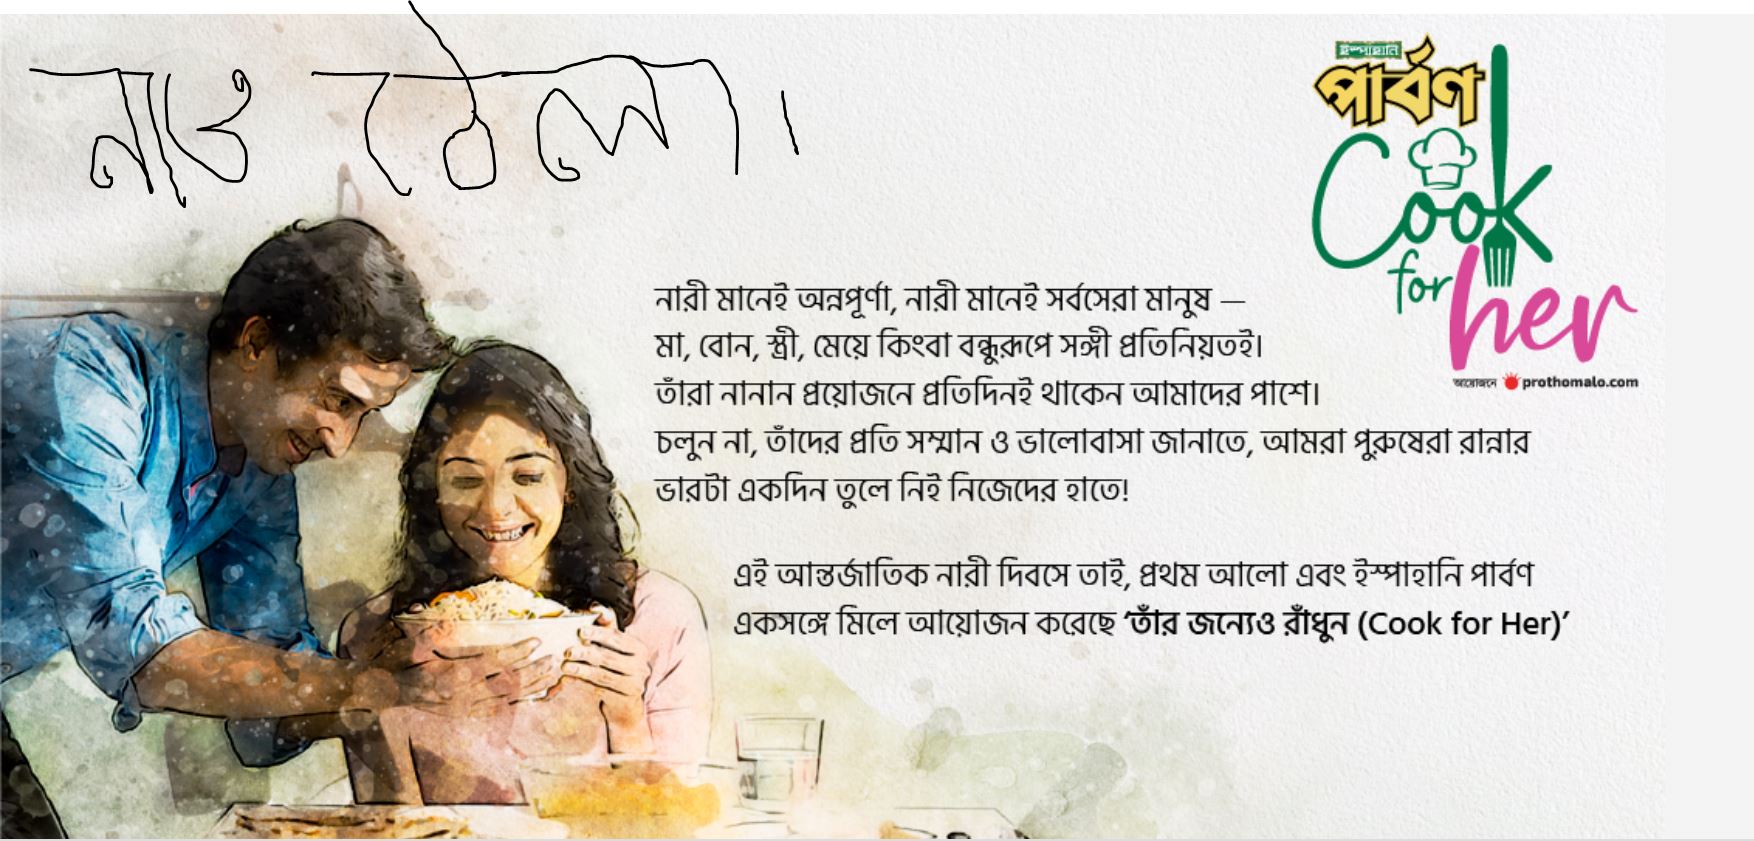 নাও ঠেলা।
ইস্পাহানি
পার্বণ
Cook
for
her
আয়োজনে prothomalo.com
নারী মানেই অন্নপূর্ণা, নারী মানেই সর্বসেরা মানুষ —
মা, বোন, স্ত্রী, মেয়ে কিংবা বন্ধুরূপে সঙ্গী প্রতিনিয়তই।
তাঁরা নানান প্রয়োজনে প্রতিদিনই থাকেন আমাদের পাশে।
চলুন না, তাঁদের প্রতি সম্মান ও ভালোবাসা জানাতে, আমরা পুরুষেরা রান্নার
ভারটা একদিন তুলে নিই নিজেদের হাতে!
এই আন্তর্জাতিক নারী দিবসে তাই, প্রথম আলো এবং ইস্পাহানি পার্বণ
একসঙ্গে মিলে আয়োজন করেছে ‘তাঁর জন্যেও রাঁধুন (Cook for Her)’